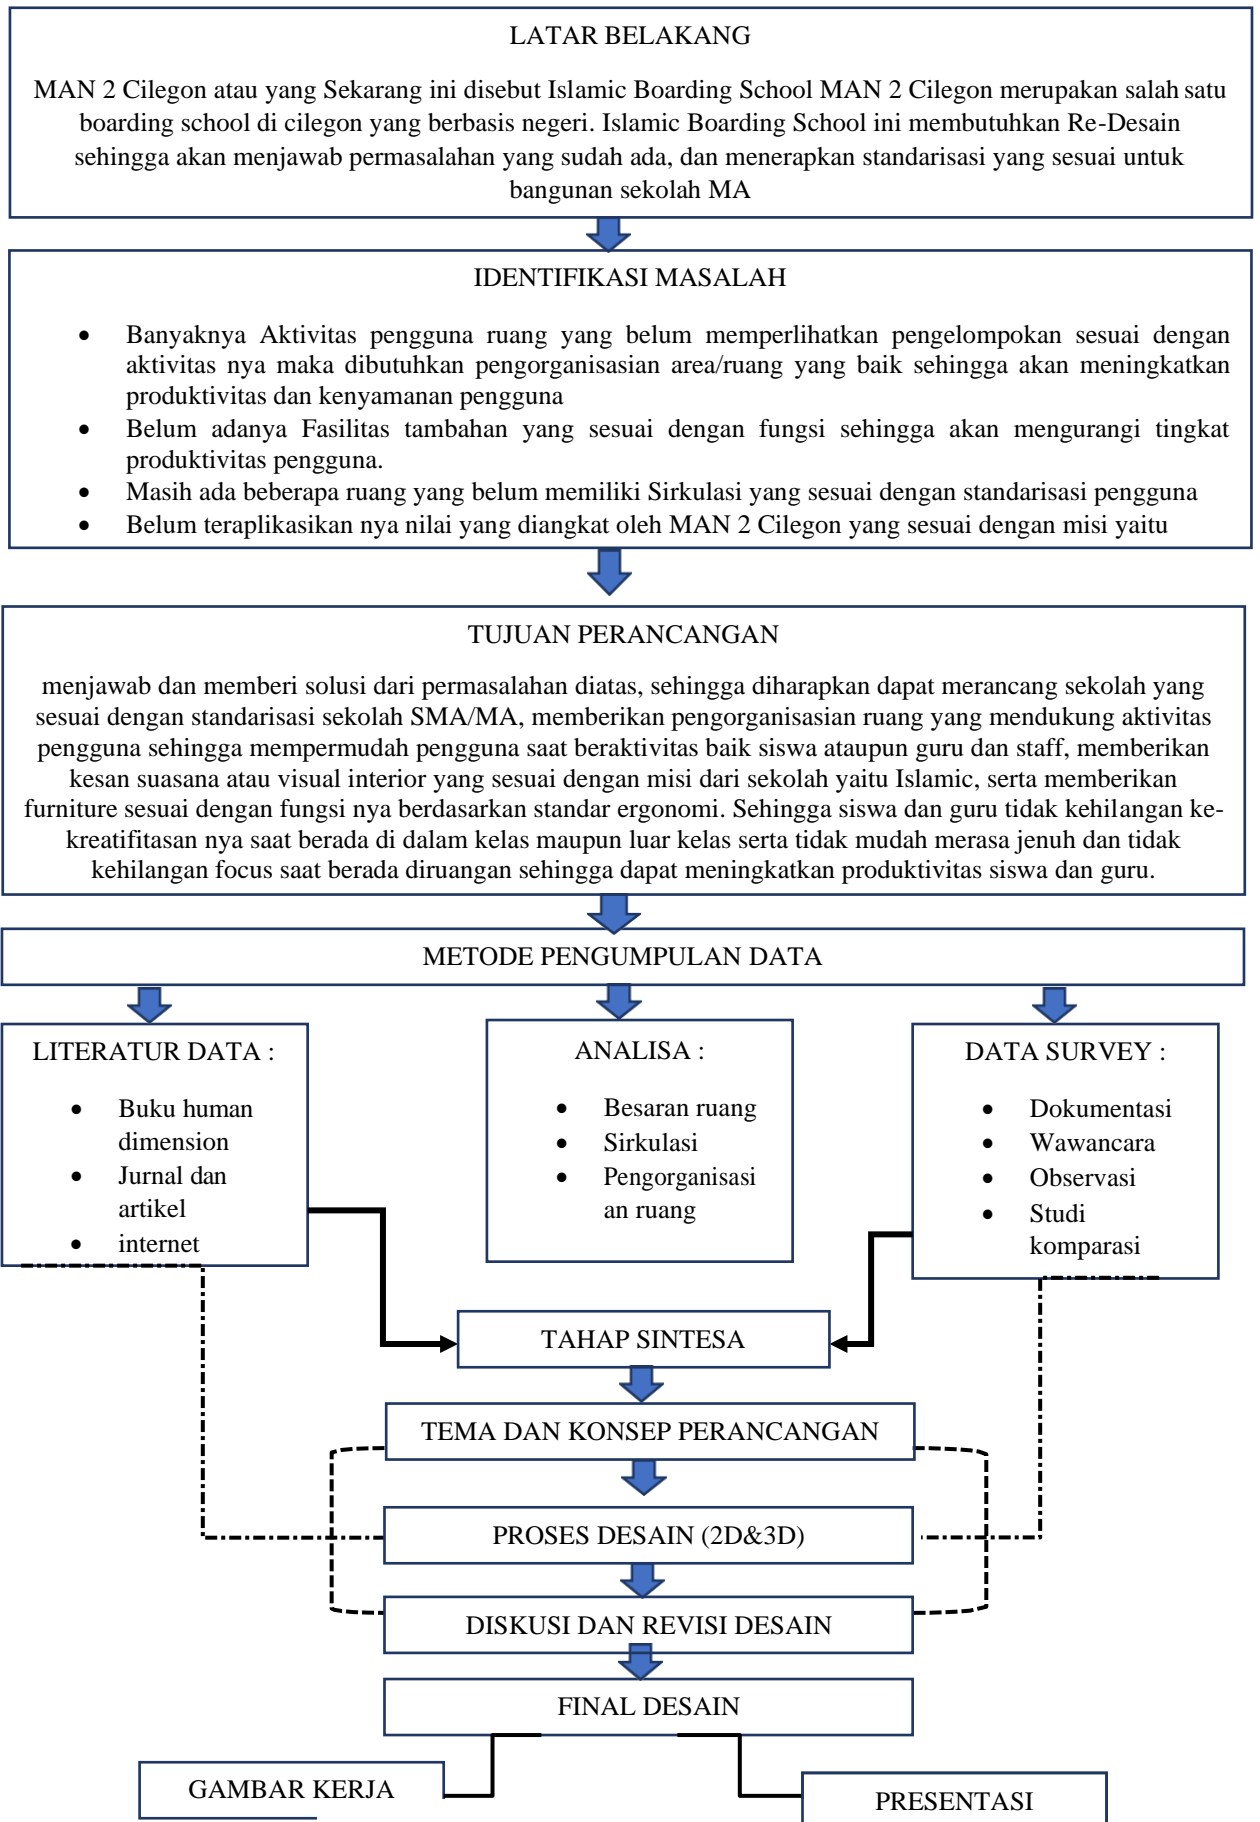 LATAR BELAKANG
MAN 2 Cilegon atau yang Sekarang ini disebut Islamic Boarding School MAN 2 Cilegon merupakan salah satu
boarding school di cilegon yang berbasis negeri. Islamic Boarding School ini membutuhkan Re-Desain
sehingga akan menjawab permasalahan yang sudah ada, dan menerapkan standarisasi yang sesuai untuk
bangunan sekolah MA
IDENTIFIKASI MASALAH
• Banyaknya Aktivitas pengguna ruang yang belum memperlihatkan pengelompokan sesuai dengan
aktivitas nya maka dibutuhkan pengorganisasian area/ruang yang baik sehingga akan meningkatkan
produktivitas dan kenyamanan pengguna
• Belum adanya Fasilitas tambahan yang sesuai dengan fungsi sehingga akan mengurangi tingkat
produktivitas pengguna.
• Masih ada beberapa ruang yang belum memiliki Sirkulasi yang sesuai dengan standarisasi pengguna
• Belum teraplikasikan nya nilai yang diangkat oleh MAN 2 Cilegon yang sesuai dengan misi yaitu
TUJUAN PERANCANGAN
menjawab dan memberi solusi dari permasalahan diatas, sehingga diharapkan dapat merancang sekolah yang
sesuai dengan standarisasi sekolah SMA/MA, memberikan pengorganisasian ruang yang mendukung aktivitas
pengguna sehingga mempermudah pengguna saat beraktivitas baik siswa ataupun guru dan staff, memberikan
kesan suasana atau visual interior yang sesuai dengan misi dari sekolah yaitu Islamic, serta memberikan
furniture sesuai dengan fungsi nya berdasarkan standar ergonomi. Sehingga siswa dan guru tidak kehilangan ke-
kreatifitasan nya saat berada di dalam kelas maupun luar kelas serta tidak mudah merasa jenuh dan tidak
kehilangan focus saat berada diruangan sehingga dapat meningkatkan produktivitas siswa dan guru.
METODE PENGUMPULAN DATA
LITERATUR DATA :
• Buku human
dimension
• Jurnal dan
artikel
• internet
ANALISA :
• Besaran ruang
• Sirkulasi
• Pengorganisasi
an ruang
DATA SURVEY :
• Dokumentasi
• Wawancara
• Observasi
• Studi
komparasi
TAHAP SINTESA
TEMA DAN KONSEP PERANCANGAN
PROSES DESAIN (2D&3D)
DISKUSI DAN REVISI DESAIN
FINAL DESAIN
GAMBAR KERJA
PRESENTASI